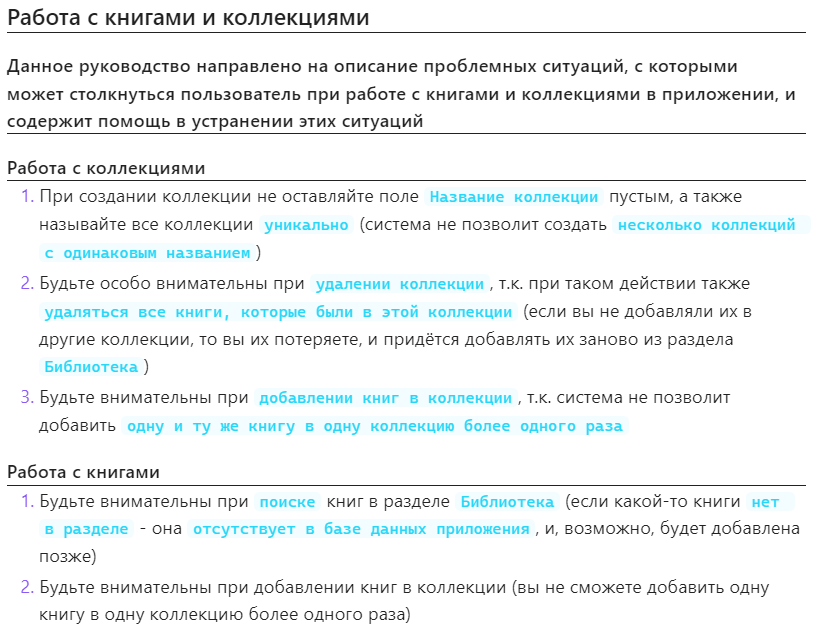 Работа с книгами и коллекциями
Данное руководство направлено на описание проблемных ситуаций, с которыми
может столкнуться пользователь при работе с книгами и коллекциями в приложении, и
содержит помощь в устранении этих ситуаций
Работа с коллекциями
1. При создании коллекции не оставляйте поле Название коллекции пустым, а также
называйте все коллекции уникально (система не позволит создать несколько коллекций
с одинаковым названием)
2. Будьте особо внимательны при удалении коллекции, т.к. при таком действии также
удаляться все книги, которые были в этой коллекции (если вы не добавляли их в
другие коллекции, то вы их потеряете, и придётся добавлять их заново из раздела
Библиотека)
3. Будьте внимательны при добавлении книг в коллекции, т.к. система не позволит
добавить одну и ту же книгу в одну коллекцию более одного раза
Работа с книгами
1. Будьте внимательны при поиске книг в разделе Библиотека (если какой-то книги нет
в разделе - она отсутствует в базе данных приложения, и, возможно, будет добавлена
позже)
2. Будьте внимательны при добавлении книг в коллекции (вы не сможете добавить одну
книгу в одну коллекцию более одного раза)